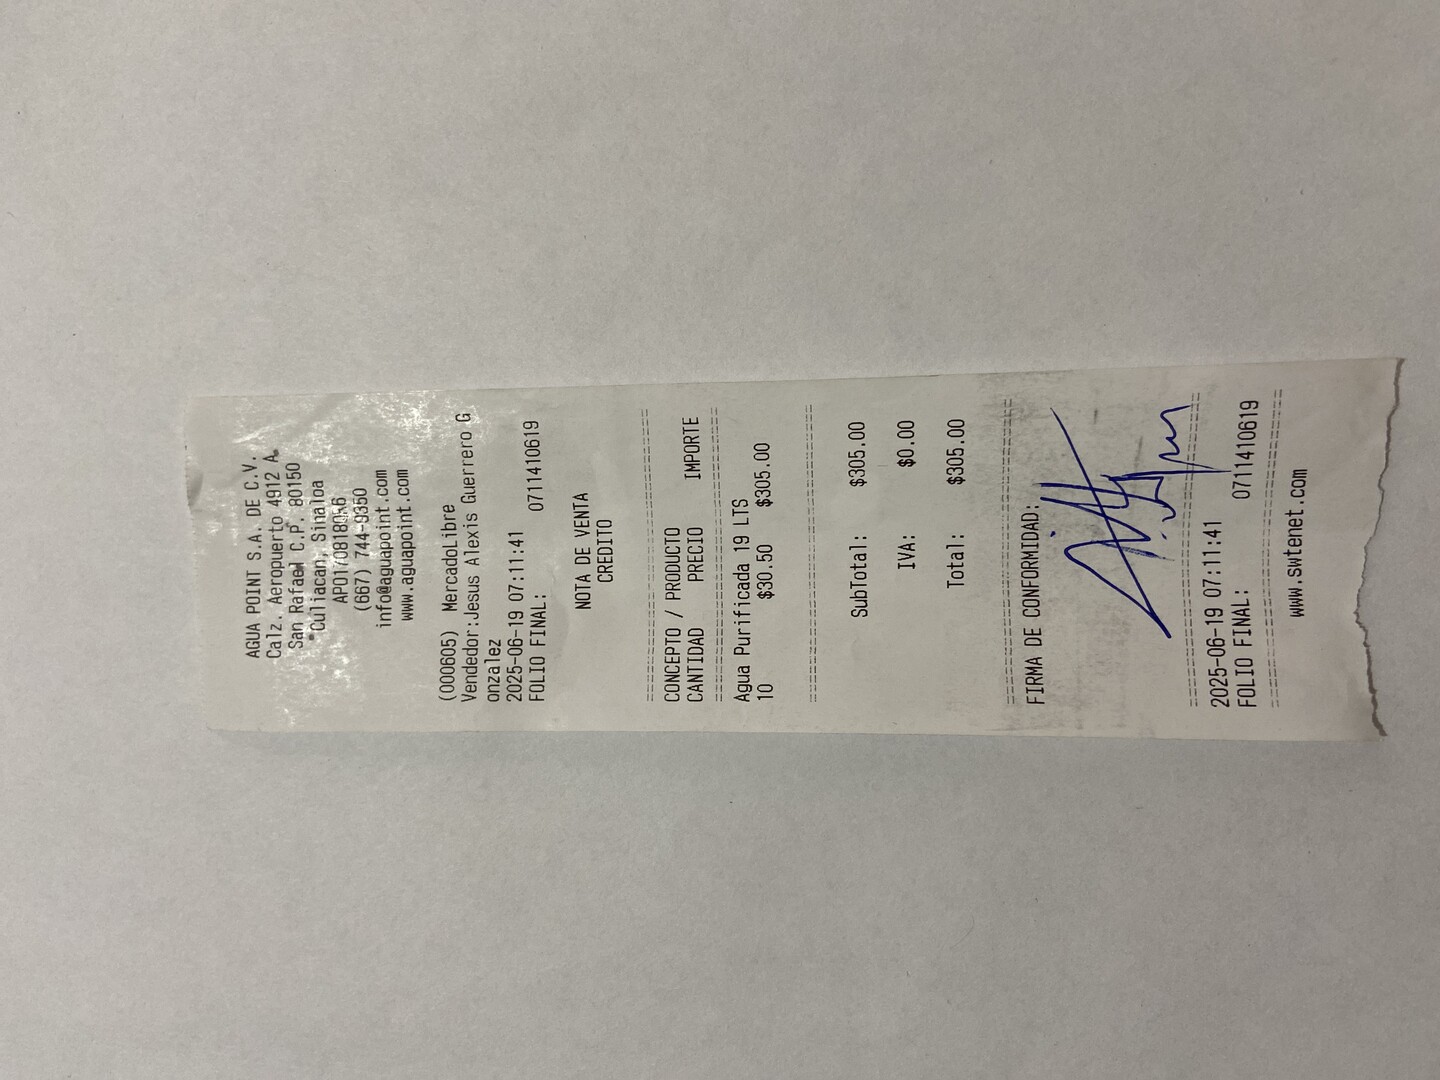 AGUA POINT S.A. DE C.V.
Calz. Aeropuerto 4912 A.
San Rafael C.P. 80150
Culiacan, Sinaloa
APO1708180
(667) 744-9350
info@aguapoint.com
www.aguapoint.com
(000605) MercadoLibre
Vendedor:Jesus Alexis Guerrero G
onzalez
2025-06-19 07:11:41
FOLIO FINAL: 0711410619
NOTA DE VENTA
CREDITO
CONCEPTO / PRODUCTO
CANTIDAD PRECIO IMPORTE
Agua Purificada 19 LTS
10 $30.50 $305.00
SubTotal: $305.00
IVA: $0.00
Total: $305.00
FIRMA DE CONFORMIDAD:
2025-06-19 07:11:41
FOLIO FINAL: 0711410619
www.swtenet.com